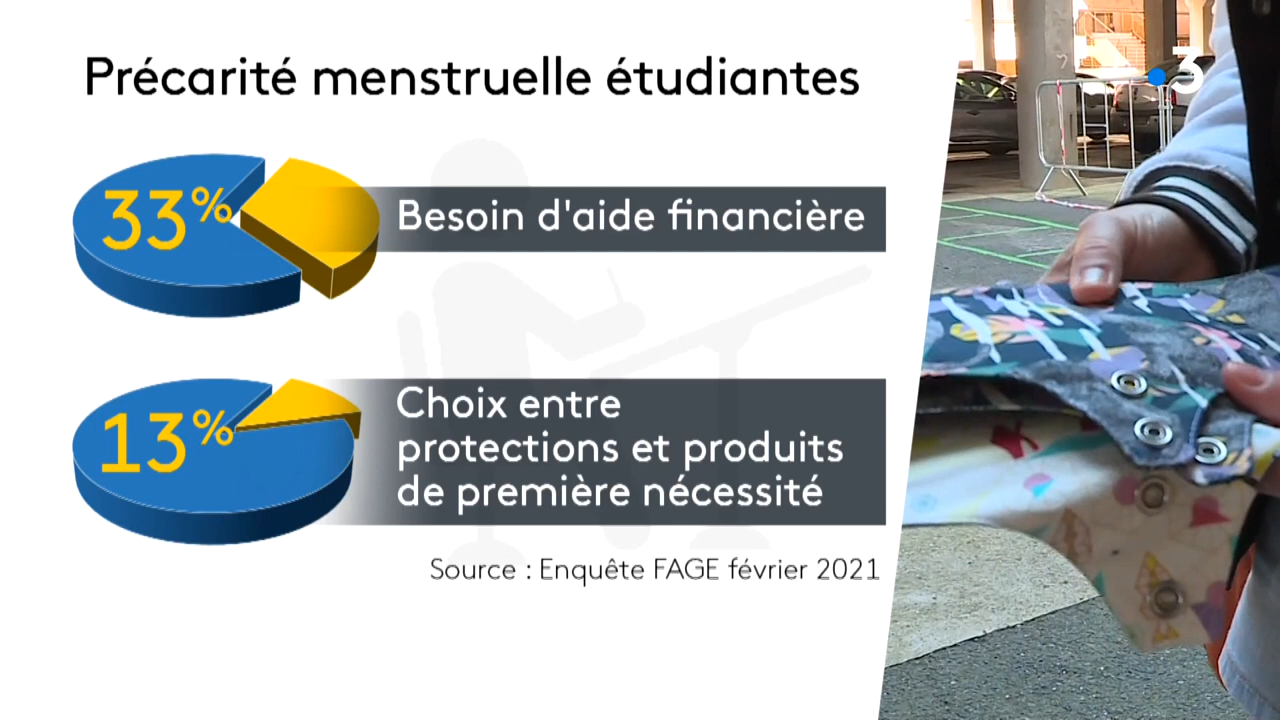 Précarité menstruelle étudiantes
33%
Besoin d'aide financière
13%
Choix entre
protections et produits
de première nécessité
Source : Enquête FAGE février 2021
3